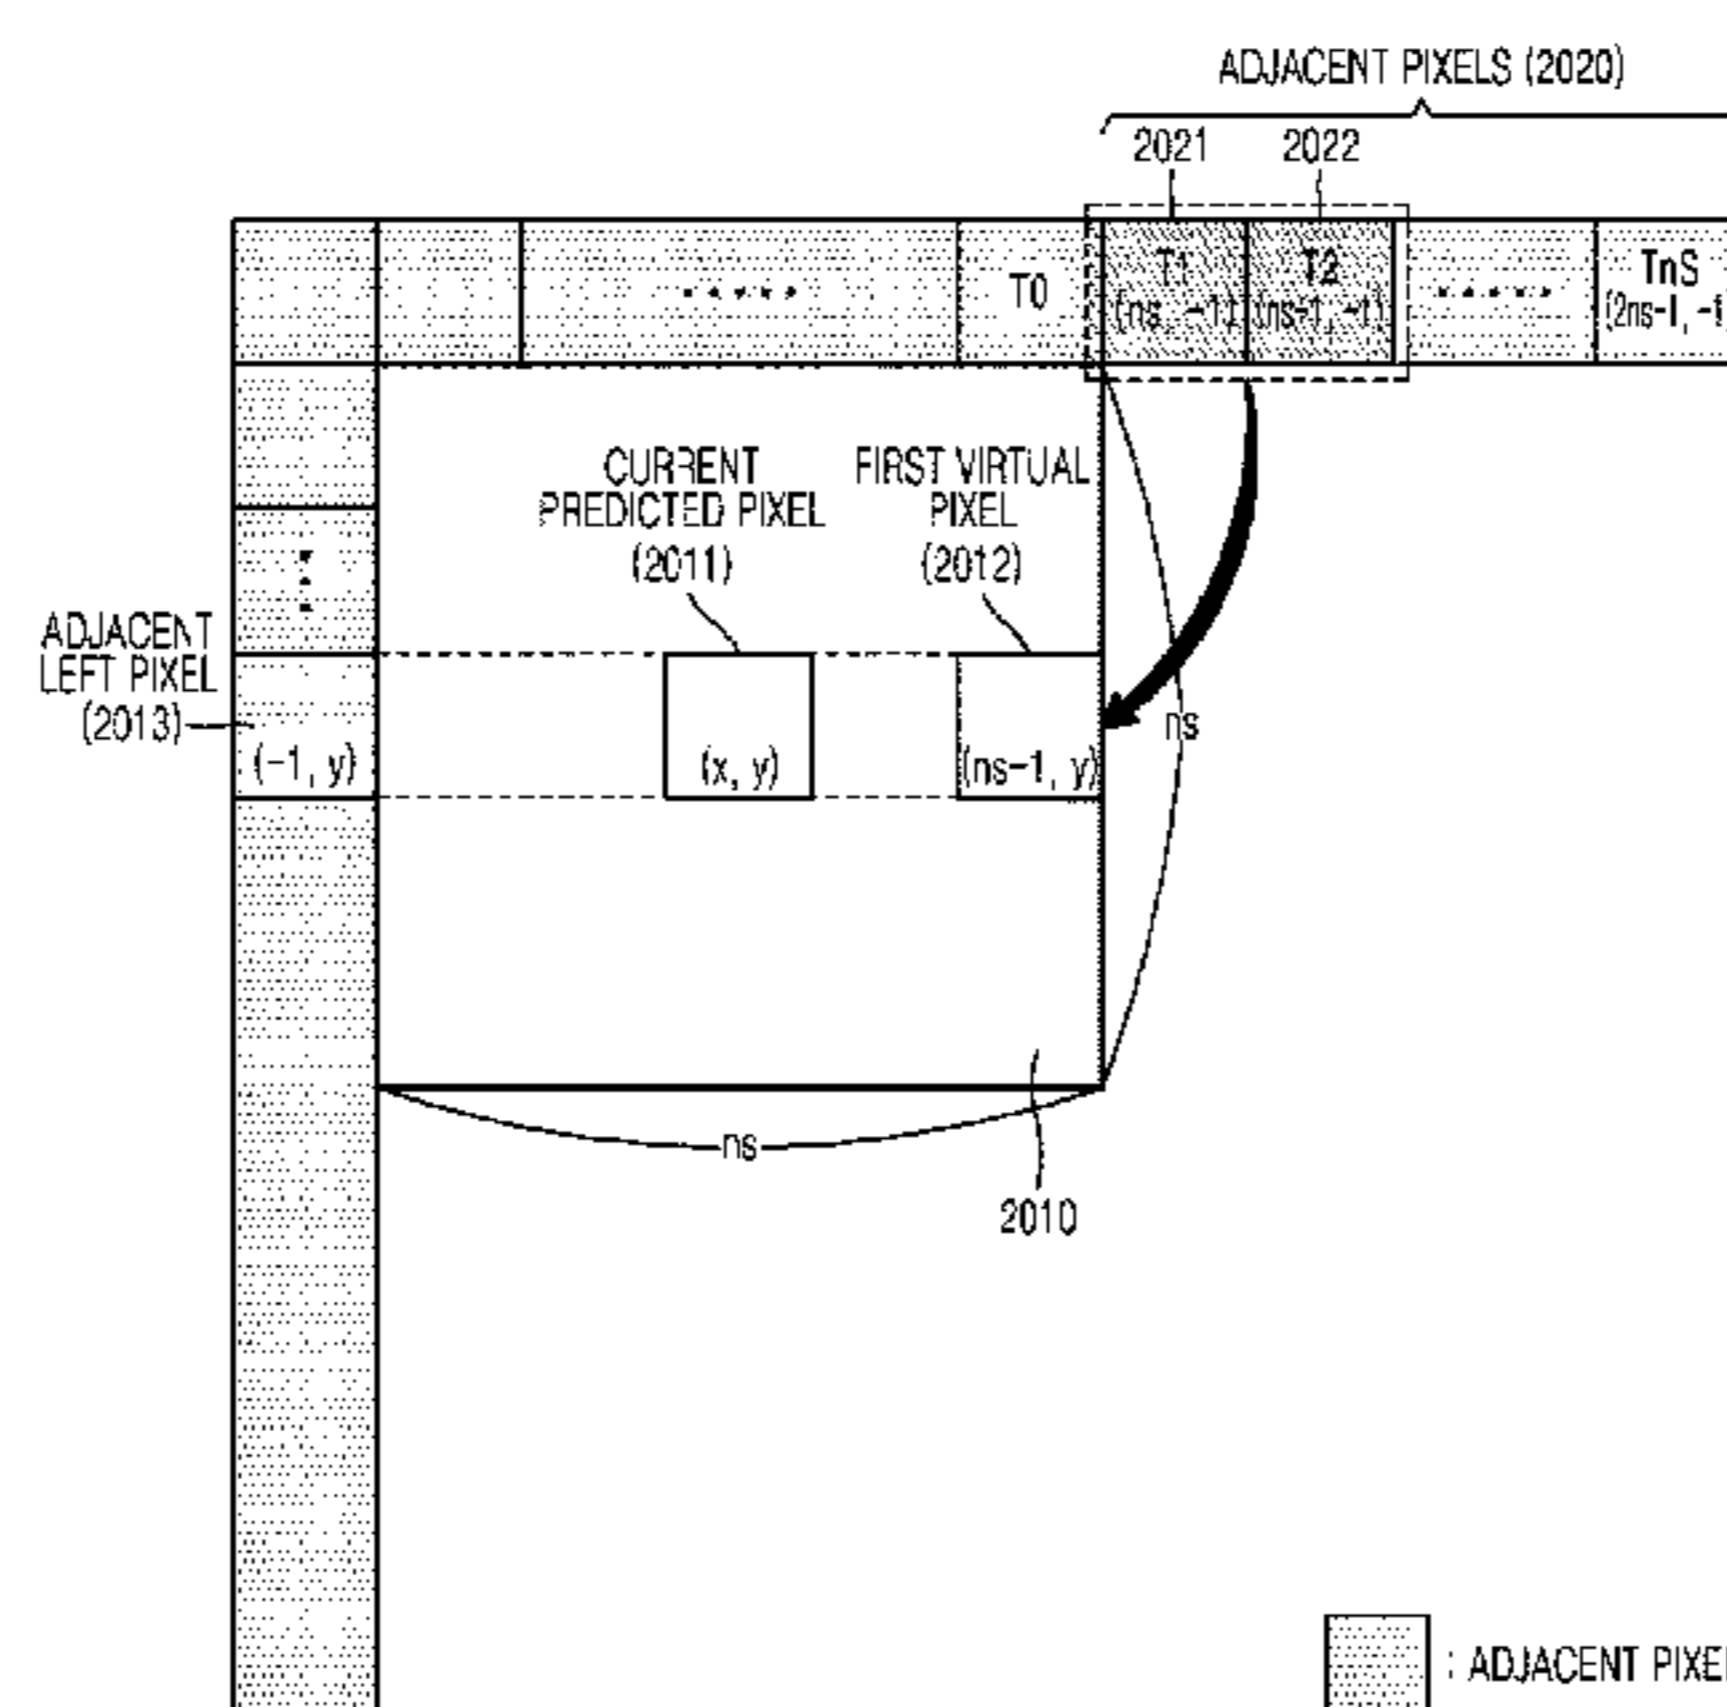 ADJACENT PIXELS (2020)
2021 2022
T0 T1 T2 TnS
(ns, -1) (ns-1, -1) (2ns-1, -1
CURRENT
PREDICTED PIXEL
(2011)
FIRST VIRTUAL
PIXEL
(2012)
ADJACENT
LEFT PIXEL
(2013)
(-1, y) (x, y) (ns-1, y)
ns
ns
2010
: ADJACENT PIXEL